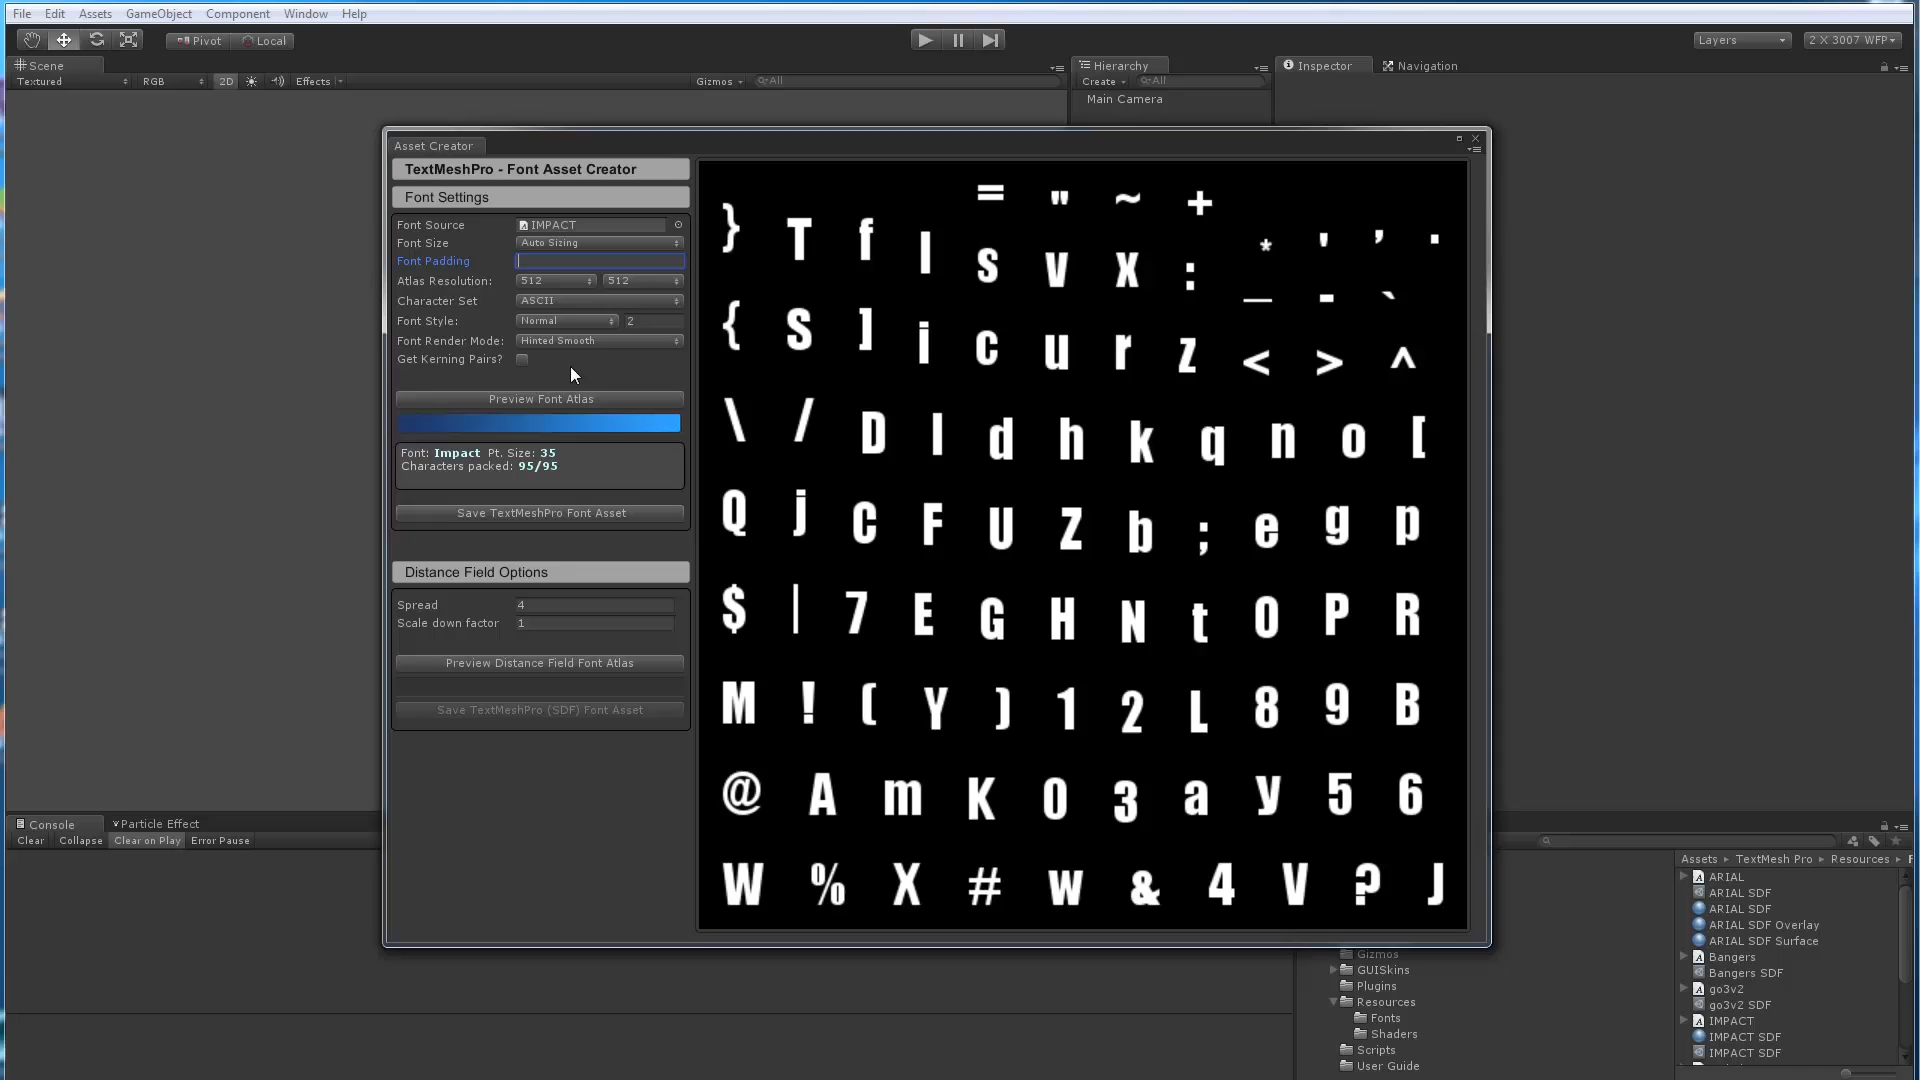 File Edit Assets GameObject Component Window Help
Pivot Local Layers 2 X 3007 WFP
Scene Hierarchy Inspector Navigation
Textured RGB 2D Effects Gizmos All Create All
Main Camera
Asset Creator
TextMeshPro - Font Asset Creator
Font Settings
Font Source IMPACT
Font Size Auto Sizing
Font Padding
Atlas Resolution: 512 512
Character Set ASCII
Font Style: Normal 2
Font Render Mode: Hinted Smooth
Get Kerning Pairs?
Preview Font Atlas
Font: Impact Pt. Size: 35
Characters packed: 95/95
Save TextMeshPro Font Asset
Distance Field Options
Spread 4
Scale down factor 1
Preview Distance Field Font Atlas
Save TextMeshPro (SDF) Font Asset
= " ~ +
} T f l s v x : * ' , .
_ - `
{ S ] i c u r z < > ^
\ / D I d h k q n o [
Q j C F U Z b ; e g p
$ | 7 E G H N t O P R
M ! ( Y ) 1 2 L 8 9 B
@ A m K 0 3 a y 5 6
W % X # w & 4 V ? J
Console Particle Effect
Clear Collapse Clear on Play Error Pause
Assets TextMesh Pro Resources
ARIAL
ARIAL SDF
ARIAL SDF
ARIAL SDF Overlay
ARIAL SDF Surface
Bangers
Bangers SDF
go3v2
go3v2 SDF
IMPACT
IMPACT SDF
IMPACT SDF
Gizmos
GUISkins
Plugins
Resources
Fonts
Shaders
Scripts
User Guide